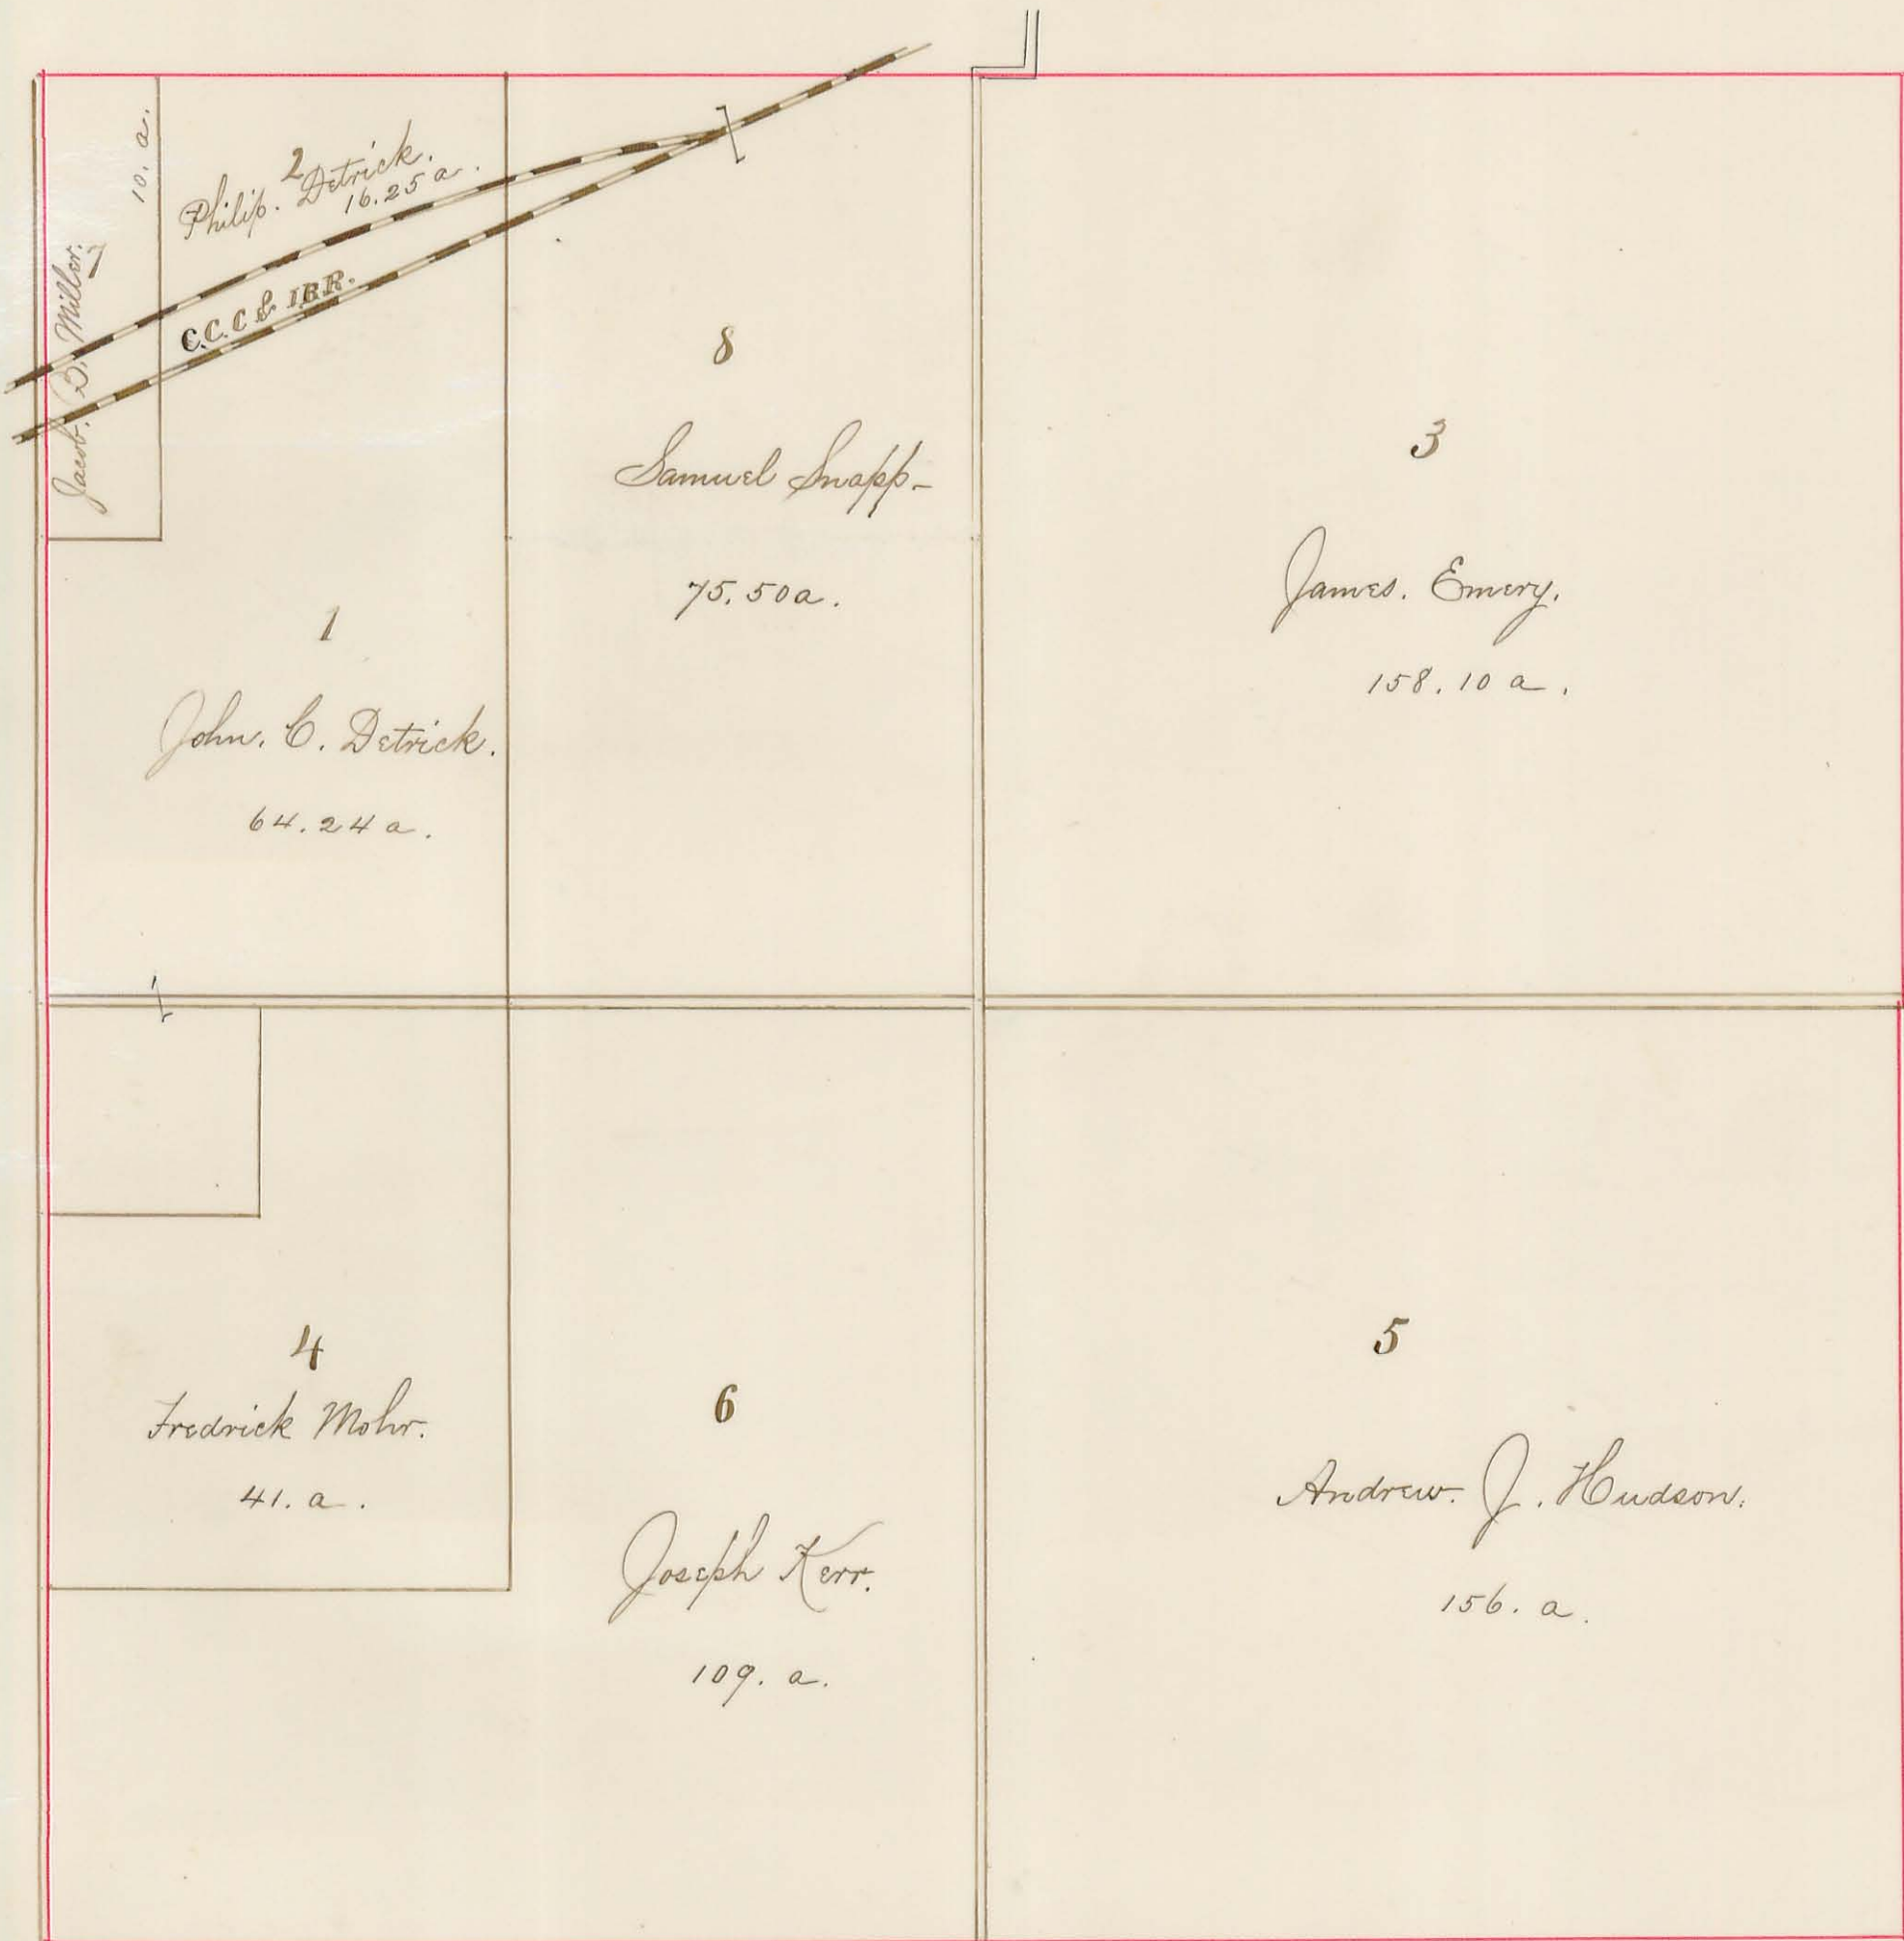 10. a.
Jacob. B. Miller.
7
2
Philip. Detrick.
16.25 a.
C.C.C & I.R.R.
8
Samuel Snapp-
75.50 a.
3
James. Emery.
158.10 a.
1
John. C. Detrick.
64.24 a.
4
Fredrick Mohr.
41. a.
6
Joseph Kerr.
109. a.
5
Andrew. J. Hudson.
156. a.